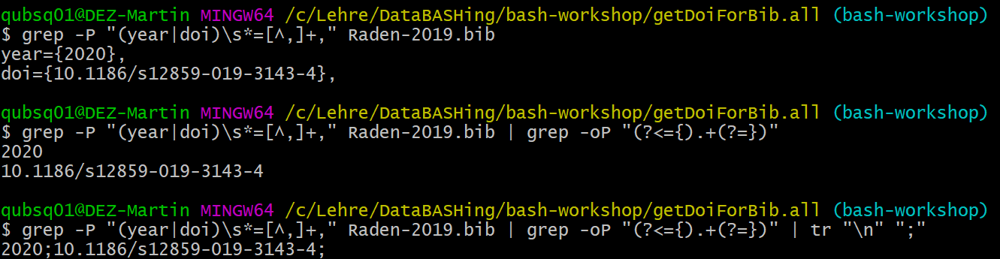 qubsq01@DEZ-Martin MINGW64 /c/Lehre/DataBASHing/bash-workshop/getDoiForBib.all (bash-workshop)
$ grep -P "(year|doi)\s*=[^,]+," Raden-2019.bib
year={2020},
doi={10.1186/s12859-019-3143-4},
qubsq01@DEZ-Martin MINGW64 /c/Lehre/DataBASHing/bash-workshop/getDoiForBib.all (bash-workshop)
$ grep -P "(year|doi)\s*=[^,]+," Raden-2019.bib | grep -oP "(?<={).+(?=})"
2020
10.1186/s12859-019-3143-4
qubsq01@DEZ-Martin MINGW64 /c/Lehre/DataBASHing/bash-workshop/getDoiForBib.all (bash-workshop)
$ grep -P "(year|doi)\s*=[^,]+," Raden-2019.bib | grep -oP "(?<={).+(?=})" | tr "\n" ";"
2020;10.1186/s12859-019-3143-4;